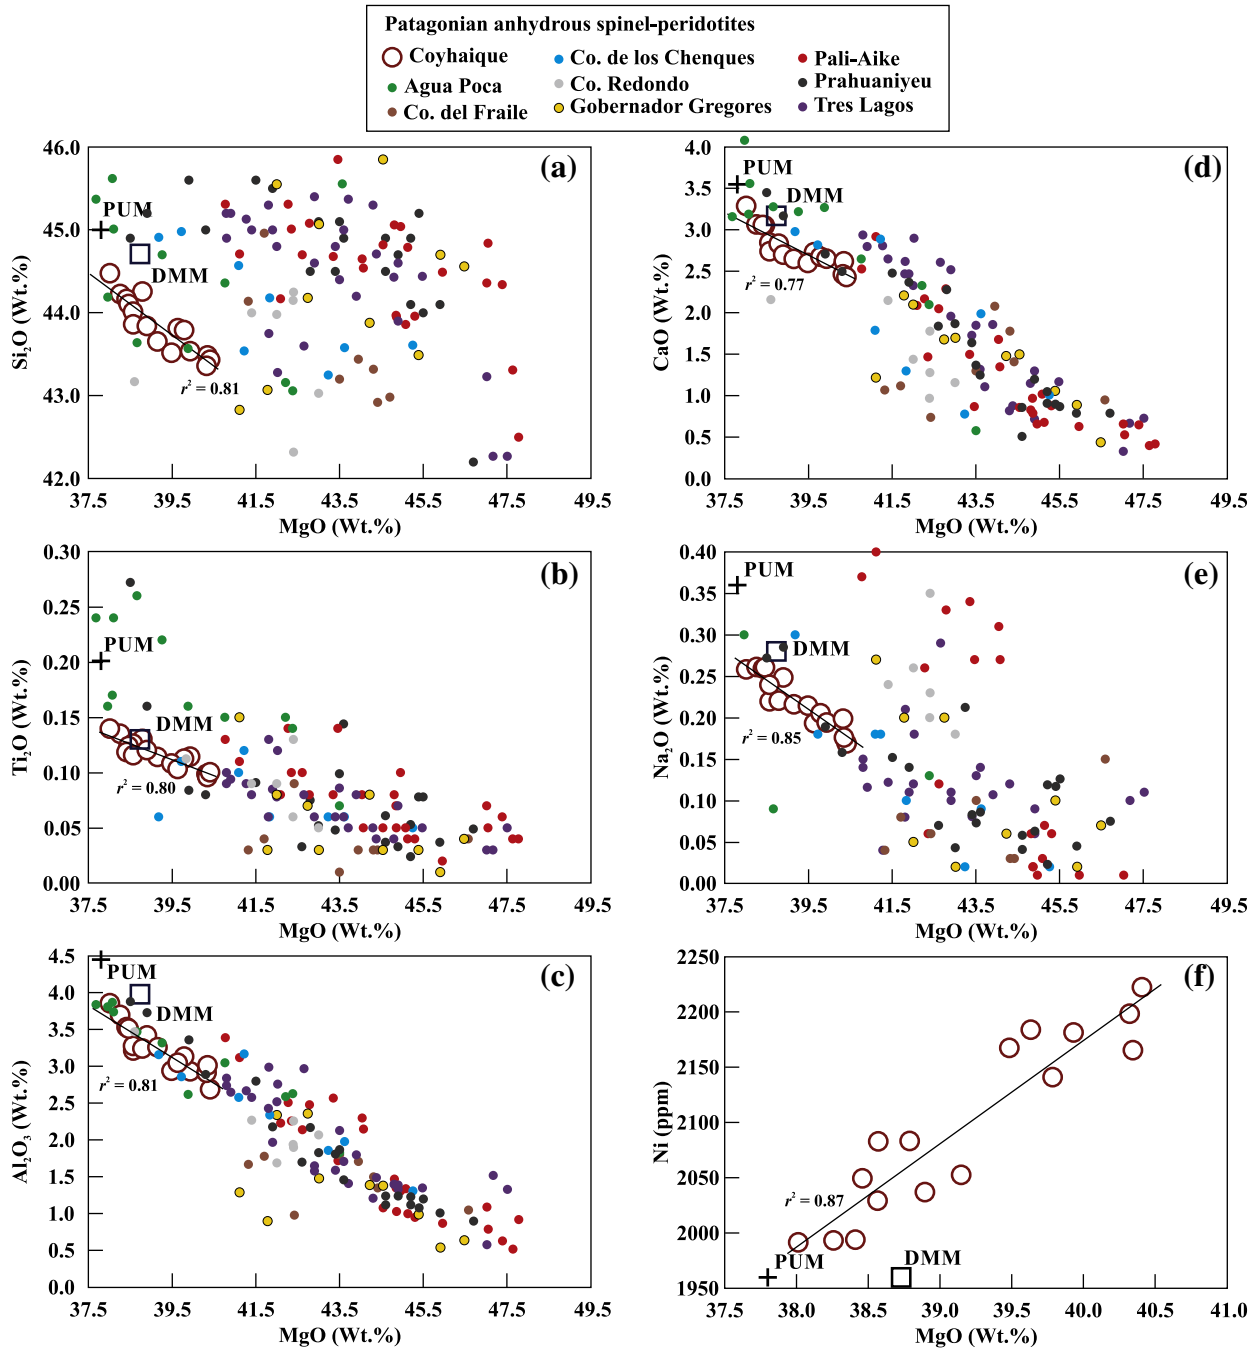 Patagonian anhydrous spinel-peridotites
Coyhaique
Co. de los Chenques
Pali-Aike
Agua Poca
Co. Redondo
Prahuaniyeu
Co. del Fraile
Gobernador Gregores
Tres Lagos
(a)
46.0
45.0
44.0
43.0
42.0
Si₂O (Wt.%)
PUM
DMM
r² = 0.81
37.5 39.5 41.5 43.5 45.5 47.5 49.5
MgO (Wt.%)
(d)
4.0
3.5
3.0
2.5
2.0
1.5
1.0
0.5
0.0
CaO (Wt.%)
PUM
DMM
r² = 0.77
37.5 39.5 41.5 43.5 45.5 47.5 49.5
MgO (Wt.%)
(b)
0.30
0.25
0.20
0.15
0.10
0.05
0.00
Ti₂O (Wt.%)
PUM
DMM
r² = 0.80
37.5 39.5 41.5 43.5 45.5 47.5 49.5
MgO (Wt.%)
(e)
0.40
0.30
0.20
0.10
0.00
Na₂O (Wt.%)
PUM
DMM
r² = 0.85
37.5 39.5 41.5 43.5 45.5 47.5 49.5
MgO (Wt.%)
(c)
4.5
4.0
3.5
3.0
2.5
2.0
1.5
1.0
0.5
0.0
Al₂O₃ (Wt.%)
PUM
DMM
r² = 0.81
37.5 39.5 41.5 43.5 45.5 47.5 49.5
MgO (Wt.%)
(f)
2250
2200
2150
2100
2050
2000
1950
Ni (ppm)
r² = 0.87
PUM
DMM
37.5 38.0 38.5 39.0 39.5 40.0 40.5 41.0
MgO (Wt.%)